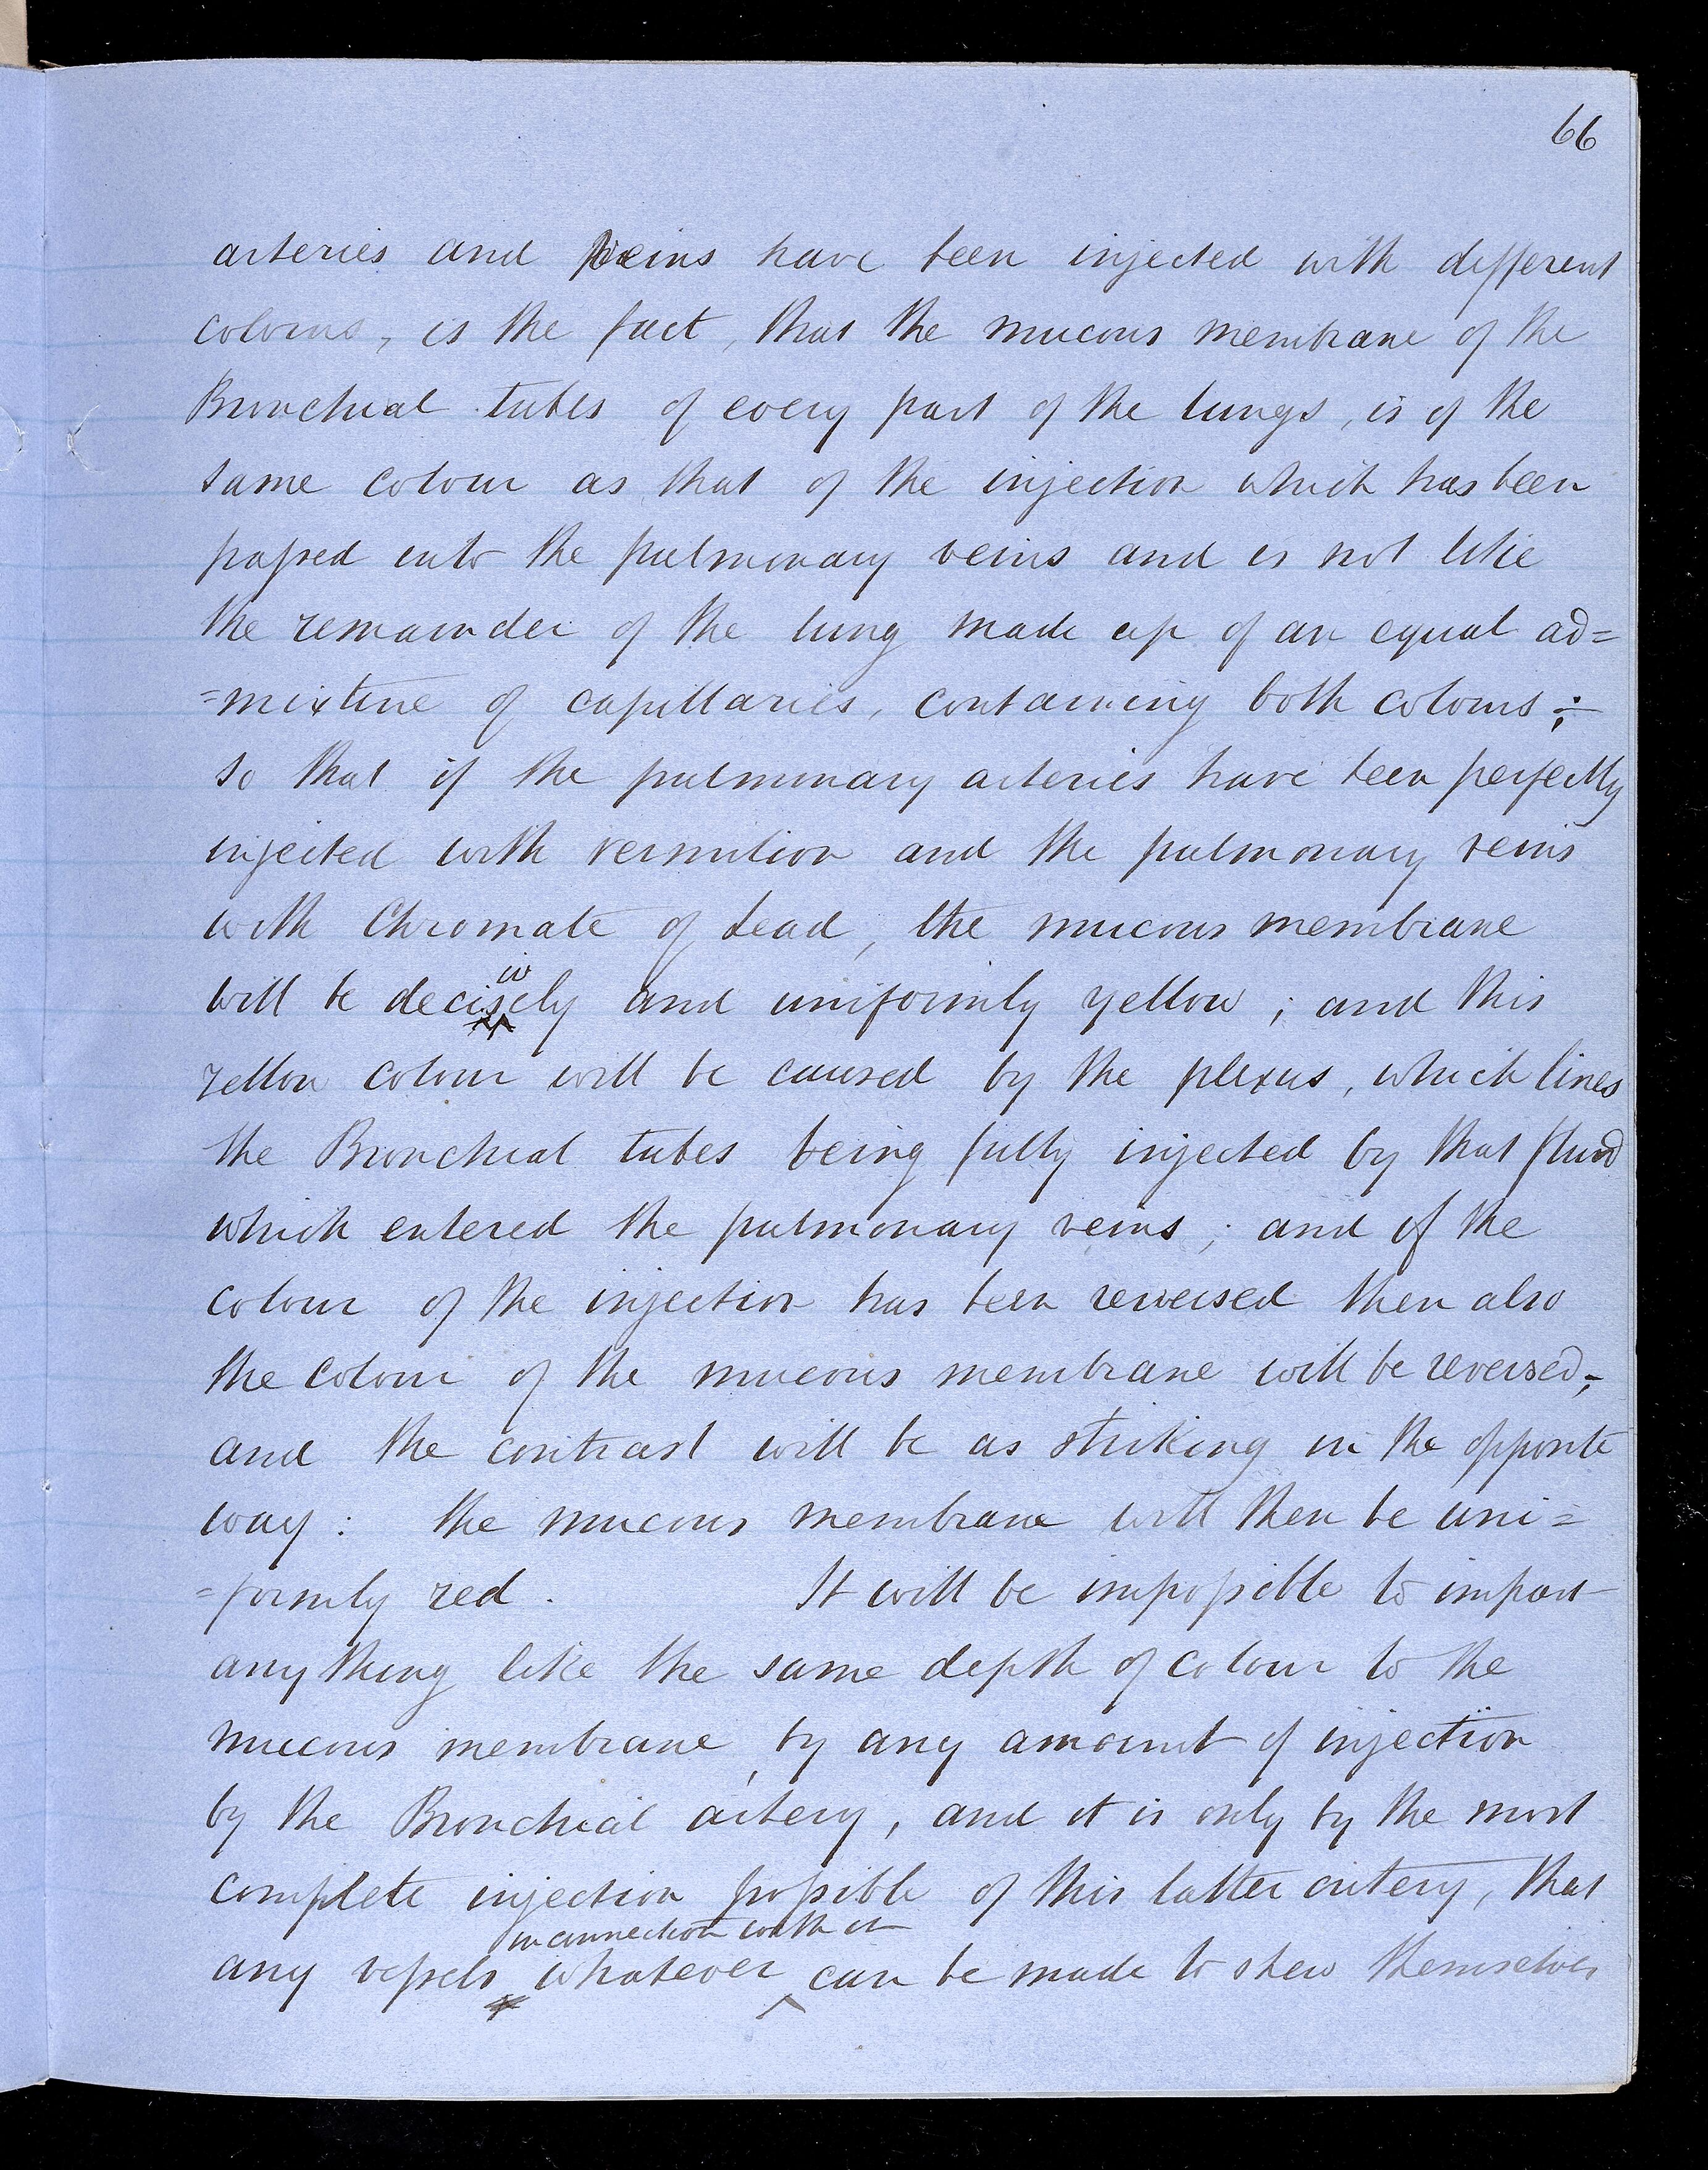 66
arteries and veins have been injected with different
colours, is the fact, that the mucous membrane of the
Bronchial tubes of every part of the lungs, is of the
same colour as that of the injection which has been
passed into the pulmonary veins and is not like
the remainder of the lung made up of an equal ad=
=mixture of capillaries, containing both colours;—
so that if the pulmonary arteries have been perfectly
injected with vermilion and the pulmonary veins
with Chromate of Lead, the mucous membrane
iv
will be decisely and uniformly yellow; and this
yellow colour will be caused by the plexus, which lines
the Bronchial tubes being fully injected by that fluid
which entered the pulmonary veins; and if the
colour of the injection has been reversed then also
the colour of the mucous membrane will be reversed;
and the contrast will be as striking in the opposite
way: the mucous membrane will then be uni=
=formly red. It will be impossible to impart
anything like the same depth of colour to the
mucous membrane, by any amount of injection
by the Bronchial artery, and it is only by the most
complete injection possible of this latter artery, that
in connection with it
any vessels whatever ^ can be made to shew themselves